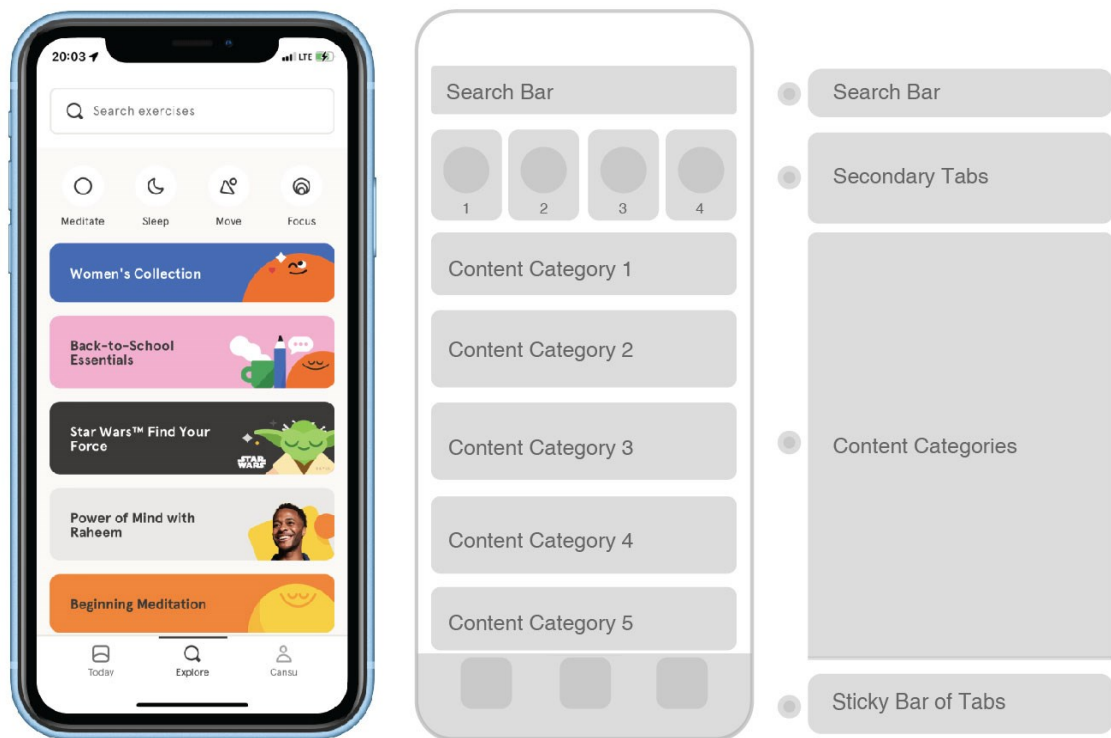 20:03
LTE
Search exercises
Meditate Sleep Move Focus
Women's Collection
Back-to-School
Essentials
Star Wars™ Find Your
Force
STAR
WARS
Power of Mind with
Raheem
Beginning Meditation
Today Explore Cansu
Search Bar
1 2 3 4
Content Category 1
Content Category 2
Content Category 3
Content Category 4
Content Category 5
Search Bar
Secondary Tabs
Content Categories
Sticky Bar of Tabs